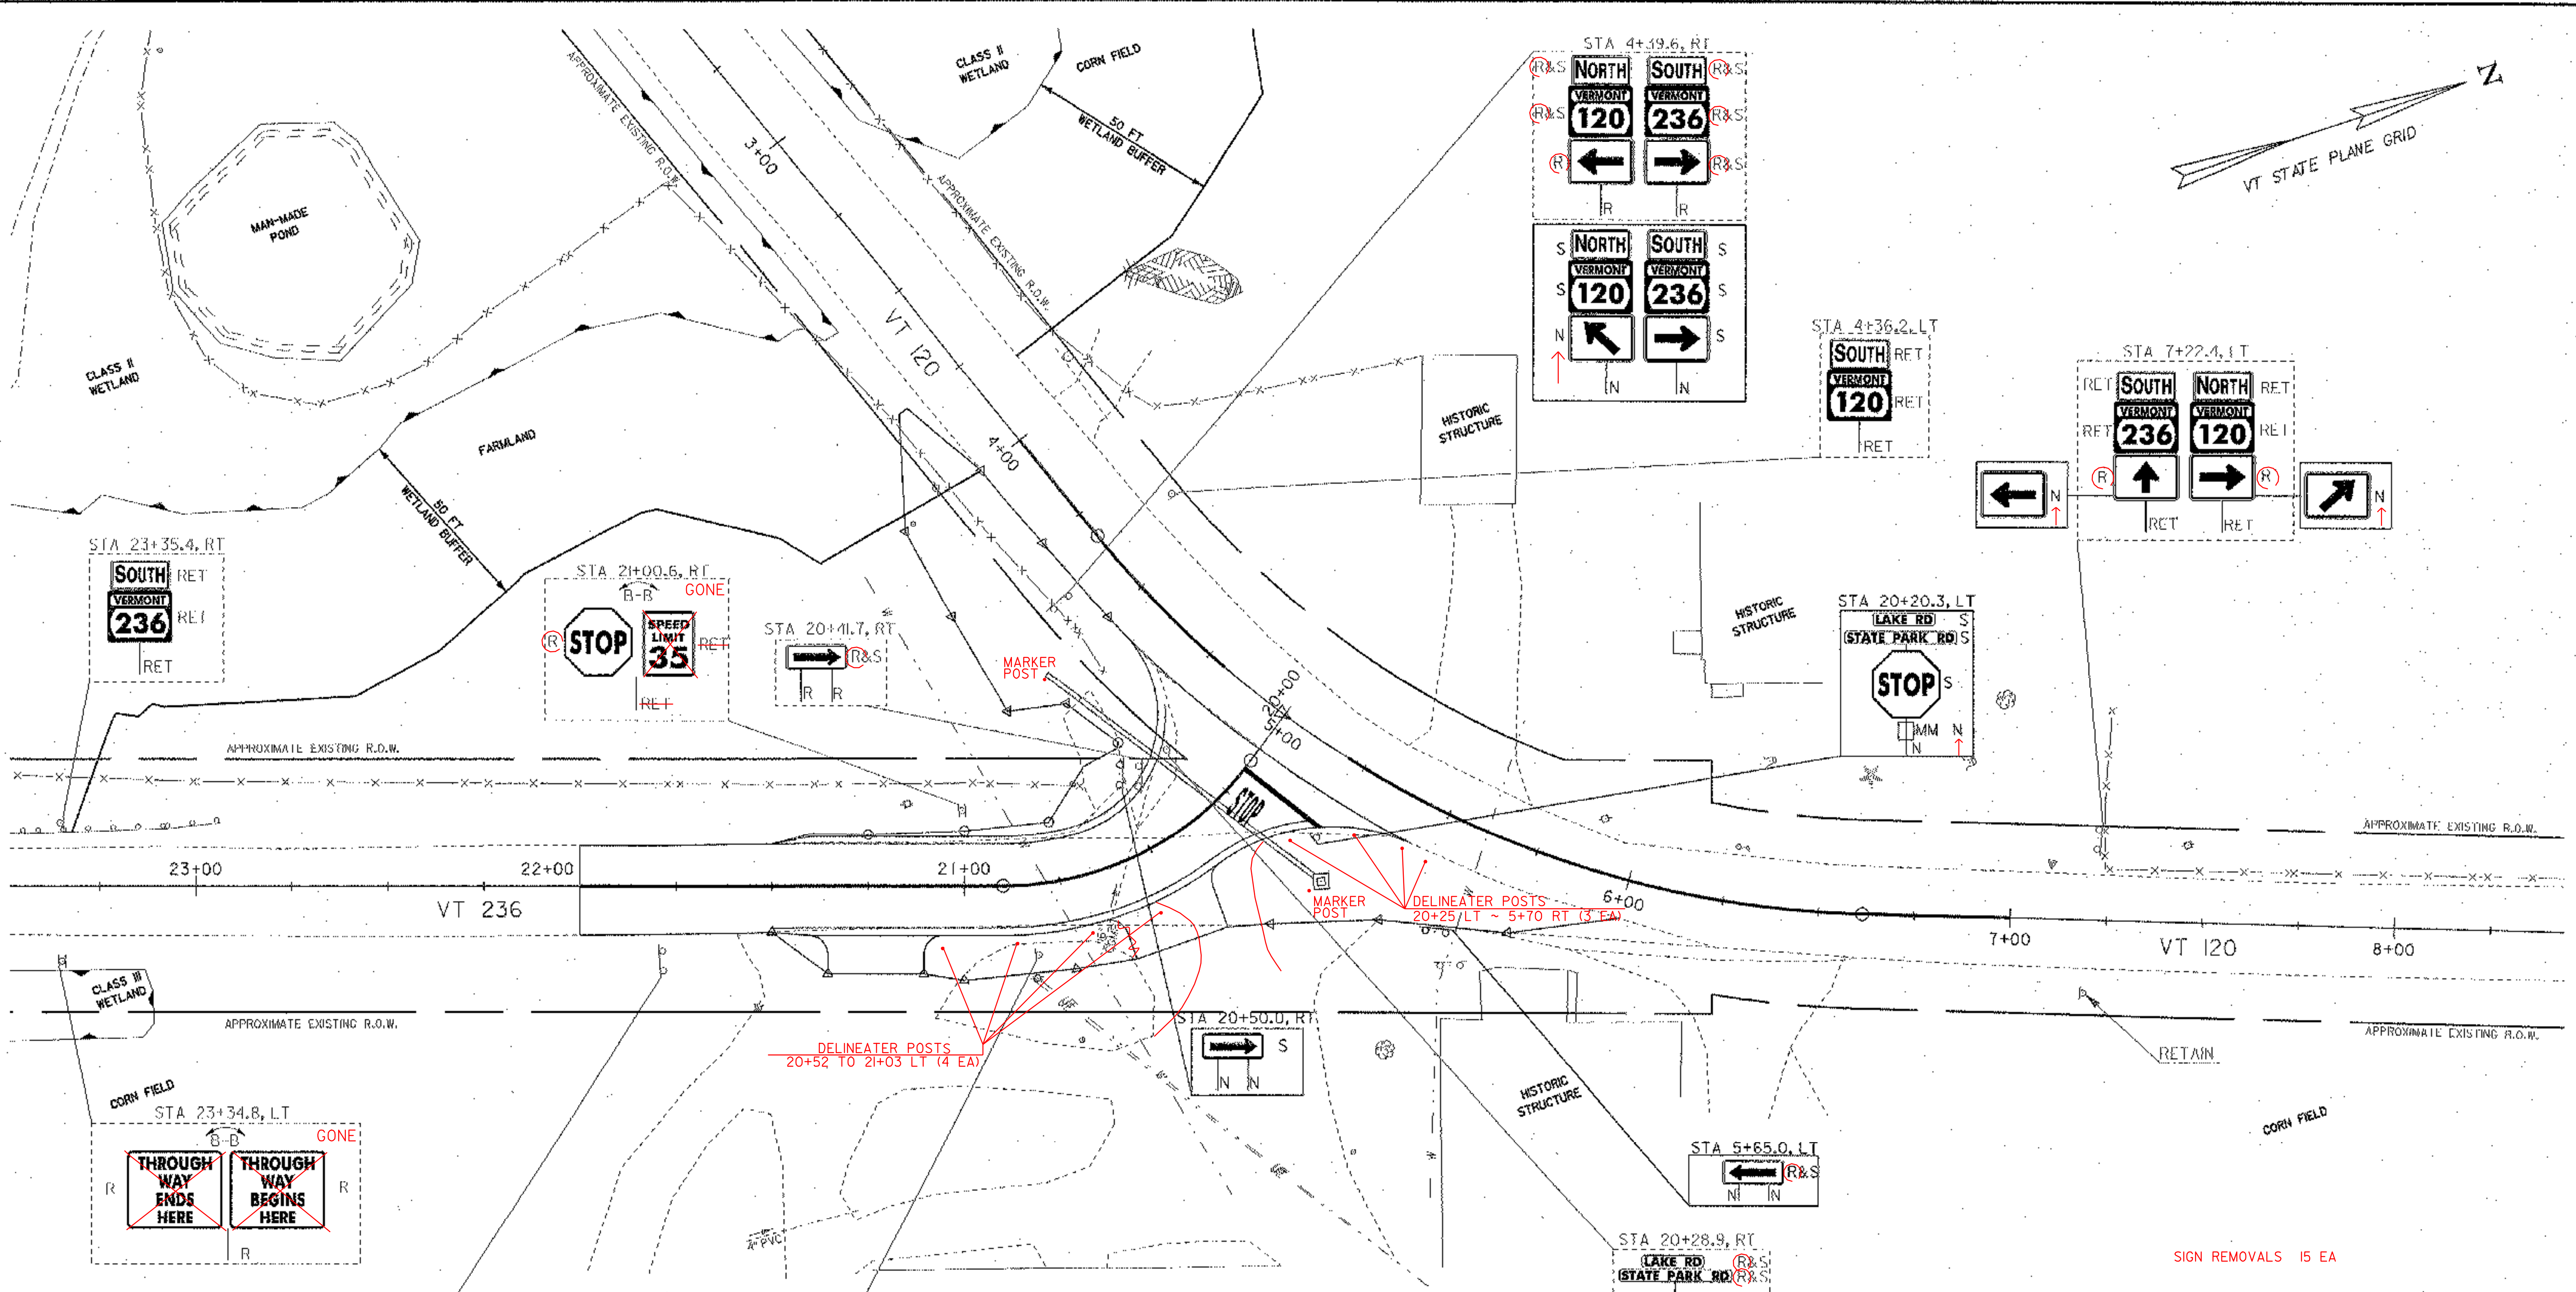 STA 4+39.6, RT
R&S NORTH SOUTH R&S
R&S VERMONT 120 VERMONT 236 R&S
R R&S
R R
S NORTH SOUTH S
S VERMONT 120 VERMONT 236 S
N S
N N
CLASS II
WETLAND
CORN FIELD
50 FT
WETLAND BUFFER
APPROXIMATE EXISTING R.O.W.
APPROXIMATE EXISTING R.O.W.
3+00
VT 120
4+00
Z
VT STATE PLANE GRID
MAN-MADE
POND
CLASS II
WETLAND
FARMLAND
50 FT
WETLAND BUFFER
HISTORIC
STRUCTURE
STA 4+36.2, LT
SOUTH RET
VERMONT
120 RET
RET
STA 7+22.4, LT
RET SOUTH NORTH RET
RET VERMONT 236 VERMONT 120 RET
N R R N
RET RET
STA 23+35.4, RT
SOUTH RET
VERMONT
236 RET
RET
STA 21+00.6, RT
B-B GONE
R STOP SPEED LIMIT 35 RET
RET
STA 20+41.7, RT
R&S
R R
MARKER
POST
HISTORIC
STRUCTURE
STA 20+20.3, LT
LAKE RD S
STATE PARK RD S
STOP S
MM N
N
20+00
5+00
STOP
APPROXIMATE EXISTING R.O.W.
APPROXIMATE EXISTING R.O.W.
23+00
22+00
21+00
VT 236
MARKER
POST
DELINEATER POSTS
20+25 LT ~ 5+70 RT (3 EA)
6+00
7+00
VT 120
8+00
CLASS III
WETLAND
APPROXIMATE EXISTING R.O.W.
APPROXIMATE EXISTING R.O.W.
RETAIN
DELINEATER POSTS
20+52 TO 21+03 LT (4 EA)
STA 20+50.0, RT
S
N N
HISTORIC
STRUCTURE
W
CORN FIELD
CORN FIELD
STA 23+34.8, LT
B-B GONE
R THROUGH WAY ENDS HERE THROUGH WAY BEGINS HERE R
R
4" PVC
STA 5+65.0, LT
R&S
N N
STA 20+28.9, RT
LAKE RD R&S
STATE PARK RD R&S
SIGN REMOVALS 15 EA